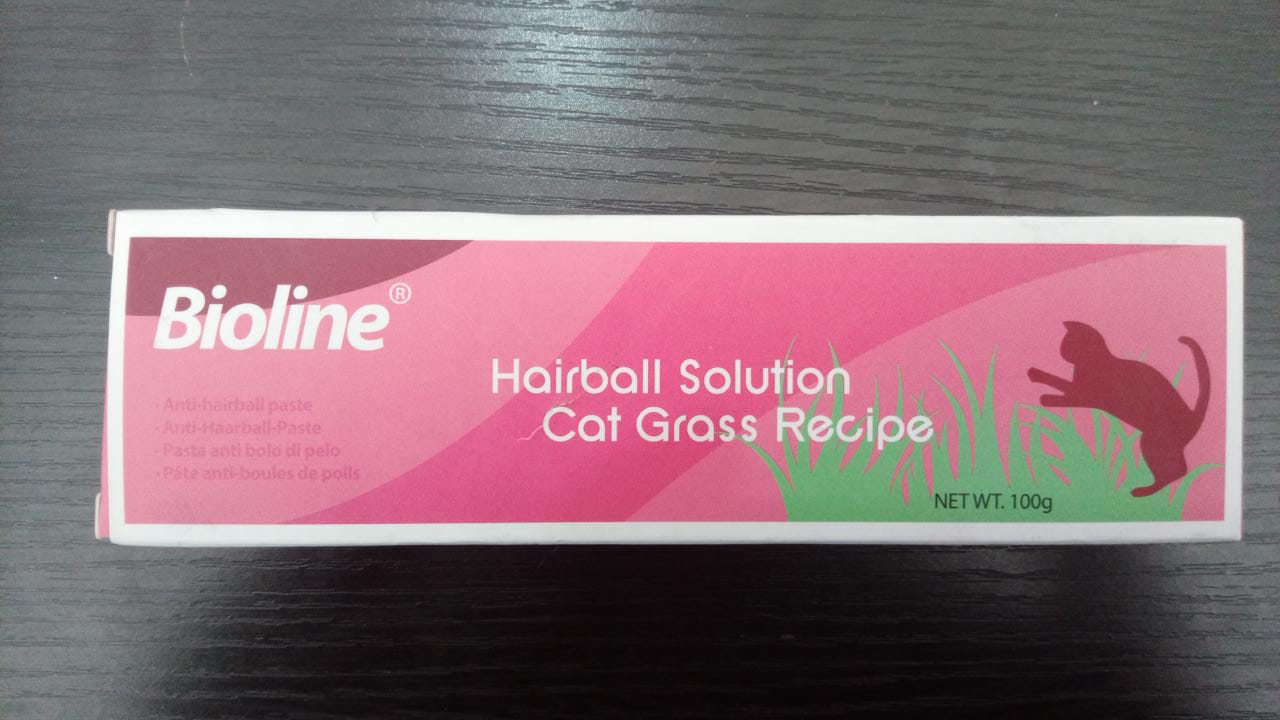 Bioline®
Hairball Solution
Cat Grass Recipe
· Anti-hairball paste
· Anti-Haarball-Paste
· Pasta anti bolo di pelo
· Pâte anti-boules de poils
NET WT. 100g